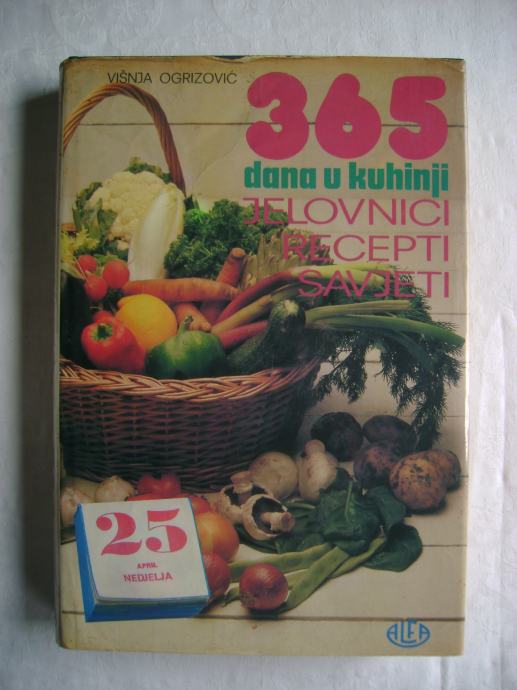 VIŠNJA OGRIZOVIĆ
365
dana u kuhinji
JELOVNICI
RECEPTI
SAVJETI
25
APRIL
NEDJELJA
ALFA